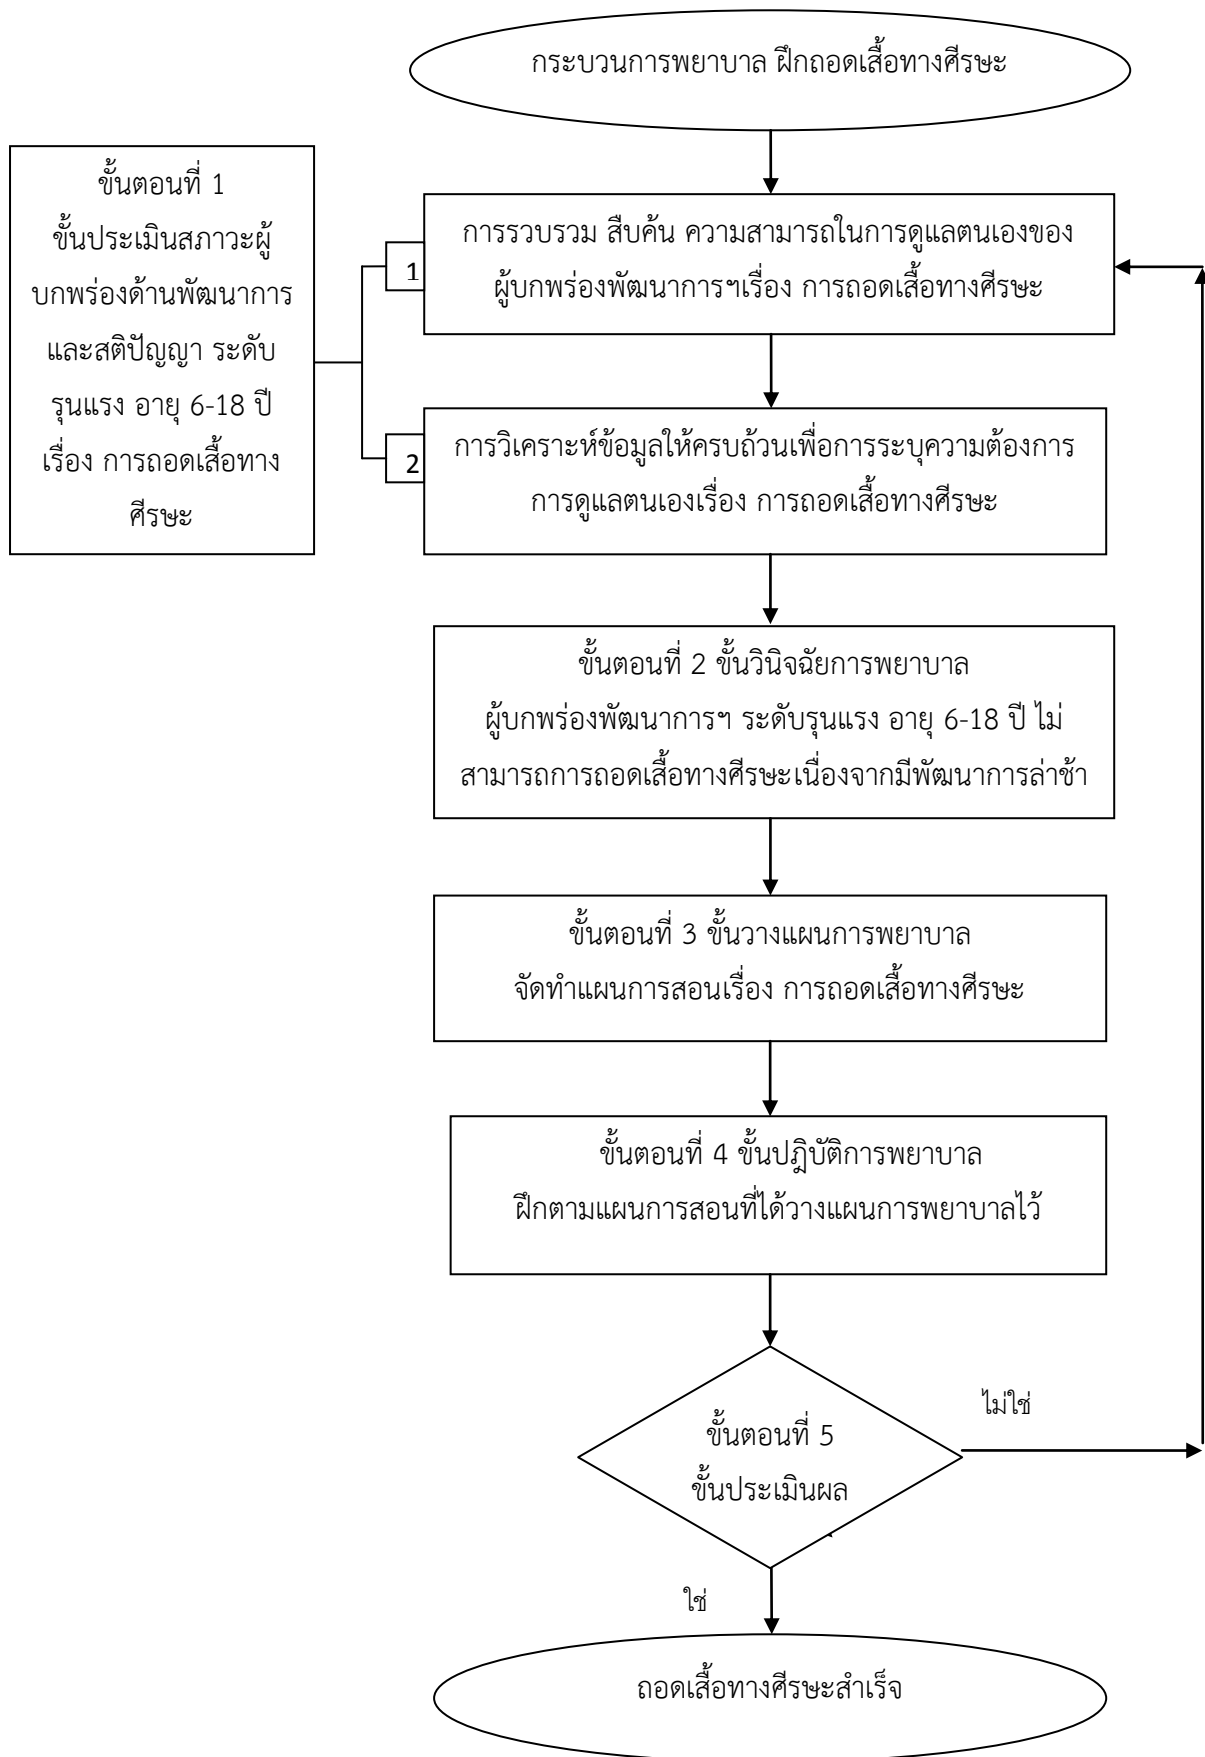 กระบวนการพยาบาล ฝึกถอดเสื้อทางศีรษะ
ขั้นตอนที่ 1
ขั้นประเมินสภาวะผู้
บกพร่องด้านพัฒนาการ
และสติปัญญา ระดับ
รุนแรง อายุ 6-18 ปี
เรื่อง การถอดเสื้อทาง
ศีรษะ
1
การรวบรวม สืบค้น ความสามารถในการดูแลตนเองของ
ผู้บกพร่องพัฒนาการฯเรื่อง การถอดเสื้อทางศีรษะ
2
การวิเคราะห์ข้อมูลให้ครบถ้วนเพื่อการระบุความต้องการ
การดูแลตนเองเรื่อง การถอดเสื้อทางศีรษะ
ขั้นตอนที่ 2 ขั้นวินิจฉัยการพยาบาล
ผู้บกพร่องพัฒนาการฯ ระดับรุนแรง อายุ 6-18 ปี ไม่
สามารถการถอดเสื้อทางศีรษะเนื่องจากมีพัฒนาการล่าช้า
ขั้นตอนที่ 3 ขั้นวางแผนการพยาบาล
จัดทำแผนการสอนเรื่อง การถอดเสื้อทางศีรษะ
ขั้นตอนที่ 4 ขั้นปฎิบัติการพยาบาล
ฝึกตามแผนการสอนที่ได้วางแผนการพยาบาลไว้
ขั้นตอนที่ 5
ขั้นประเมินผล
ไม่ใช่
ใช่
ถอดเสื้อทางศีรษะสำเร็จ